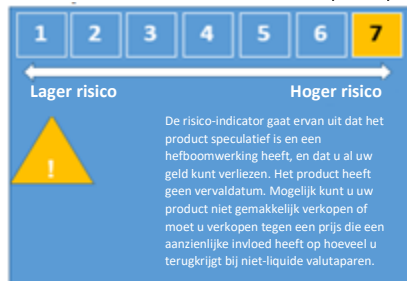 1 2 3 4 5 6 7
Lager risico Hoger risico
De risico-indicator gaat ervan uit dat het
product speculatief is en een
hefboomwerking heeft, en dat u al uw
geld kunt verliezen. Het product heeft
geen vervaldatum. Mogelijk kunt u uw
product niet gemakkelijk verkopen of
moet u verkopen tegen een prijs die een
aanzienlijke invloed heeft op hoeveel u
terugkrijgt bij niet-liquide valutaparen.
!